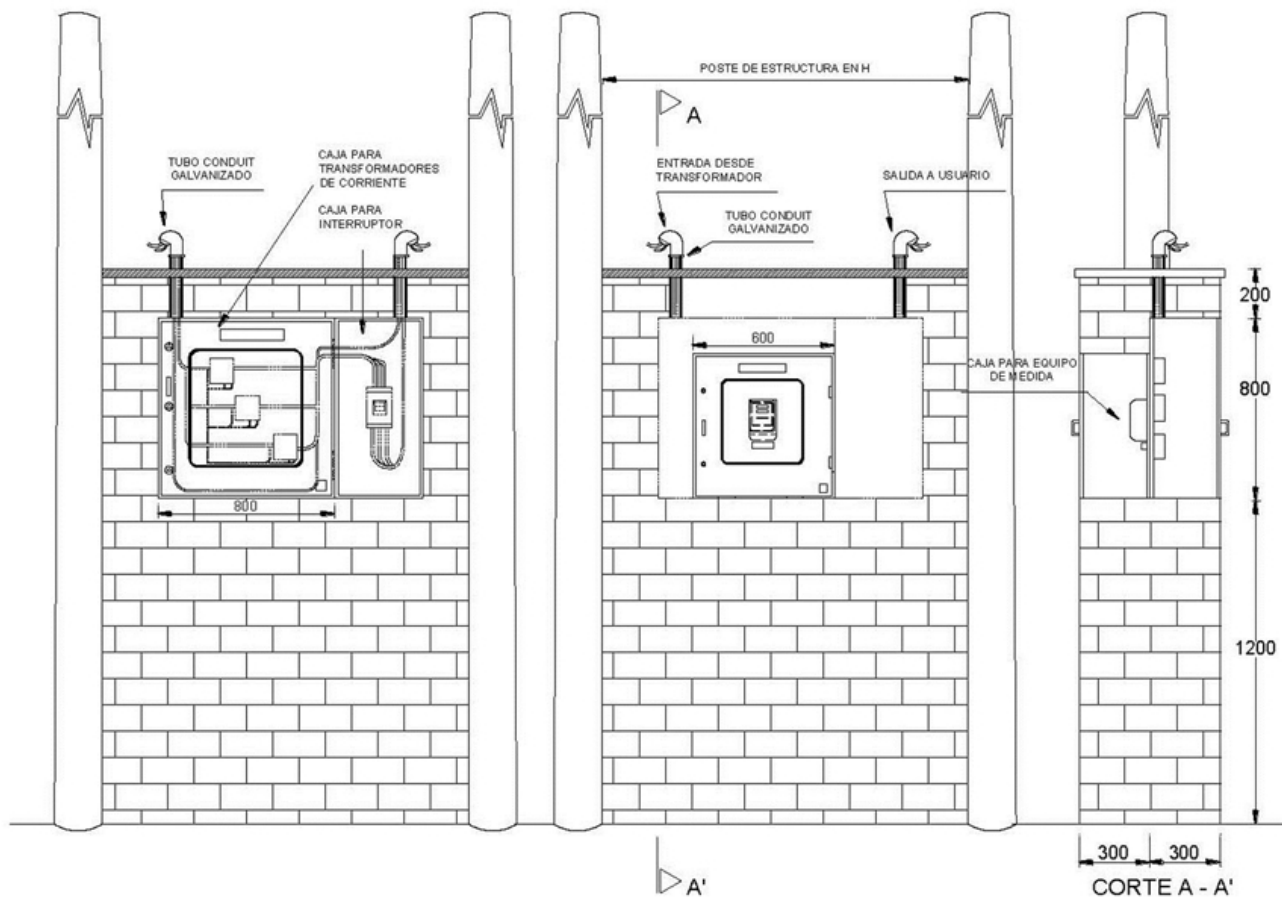 POSTE DE ESTRUCTURA EN H
A
TUBO CONDUIT
GALVANIZADO
CAJA PARA
TRANSFORMADORES
DE CORRIENTE
CAJA PARA
INTERRUPTOR
ENTRADA DESDE
TRANSFORMADOR
TUBO CONDUIT
GALVANIZADO
SALIDA A USUARIO
200
600
CAJA PARA EQUIPO
DE MEDIDA
800
800
1200
300
300
A'
CORTE A - A'